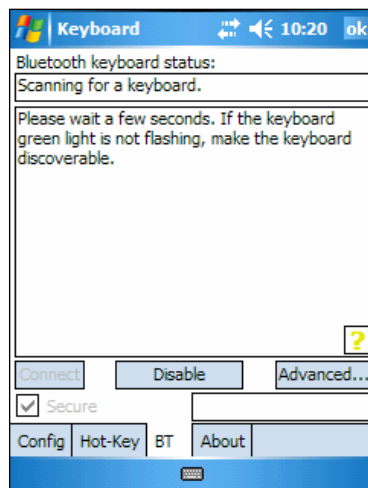 Keyboard 10:20 ok
Bluetooth keyboard status:
Scanning for a keyboard.
Please wait a few seconds. If the keyboard
green light is not flashing, make the keyboard
discoverable.
?
Connect Disable Advanced...
Secure
Config Hot-Key BT About